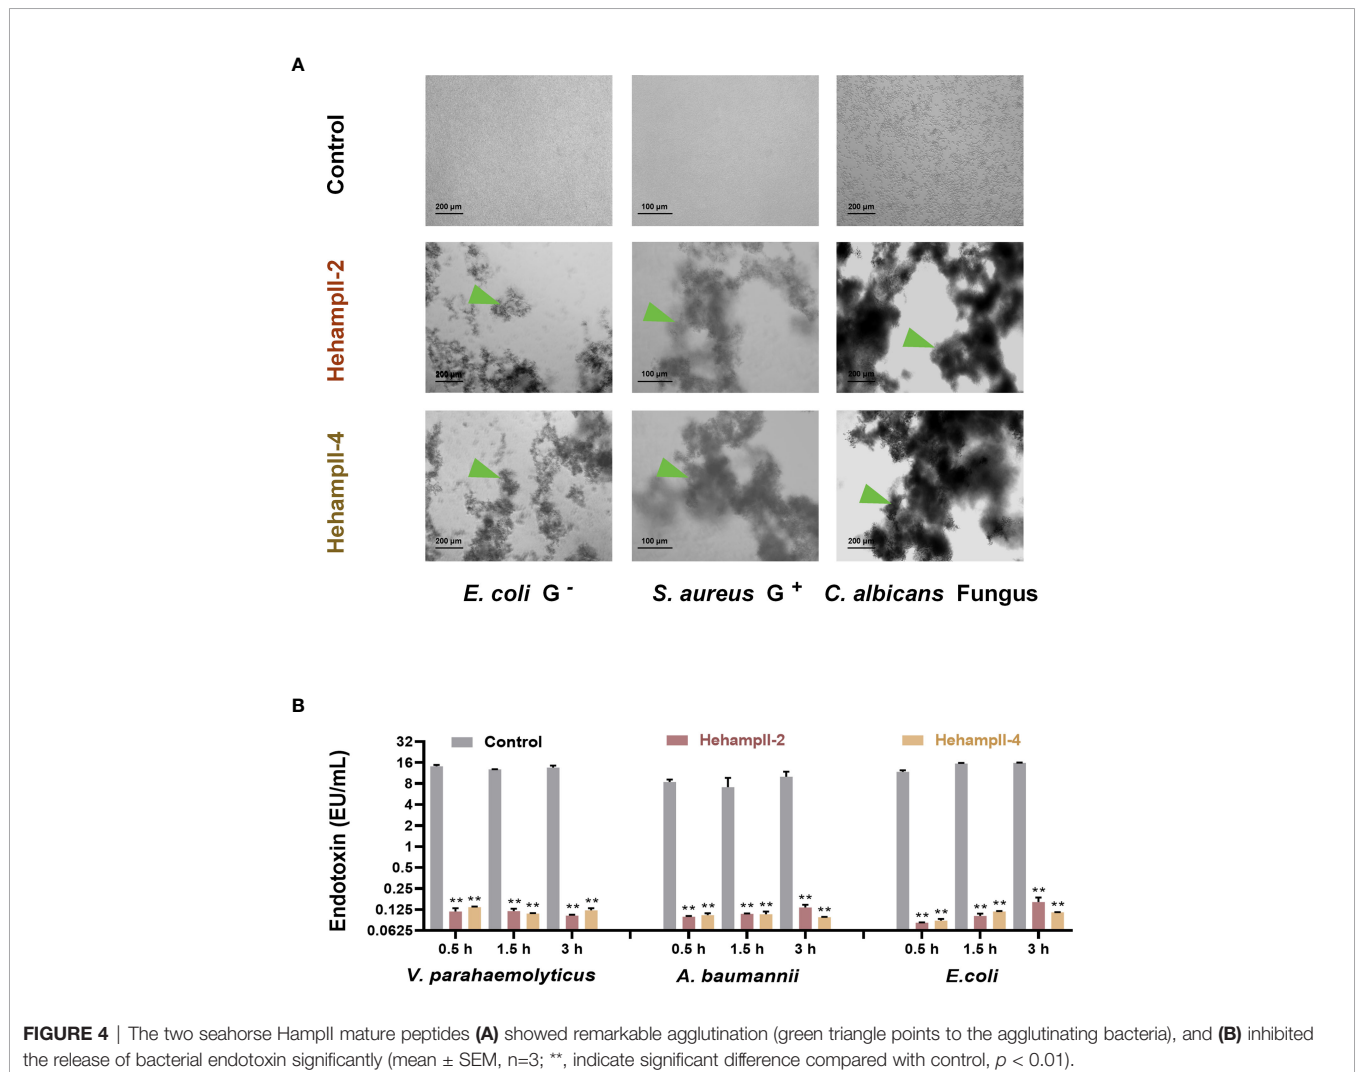 A
Control
200 µm
100 µm
200 µm
HehampII-2
200 µm
100 µm
200 µm
HehampII-4
200 µm
100 µm
200 µm
E. coli G -
S. aureus G +
C. albicans Fungus
B
Endotoxin (EU/mL)
Control
HehampII-2
HehampII-4
32
16
8
4
2
1
0.5
0.25
0.125
0.0625
** ** ** ** ** **
** ** ** ** ** **
** ** ** ** ** **
0.5 h 1.5 h 3 h
0.5 h 1.5 h 3 h
0.5 h 1.5 h 3 h
V. parahaemolyticus
A. baumannii
E.coli
FIGURE 4 | The two seahorse HampII mature peptides (A) showed remarkable agglutination (green triangle points to the agglutinating bacteria), and (B) inhibited
the release of bacterial endotoxin significantly (mean ± SEM, n=3; **, indicate significant difference compared with control, p < 0.01).